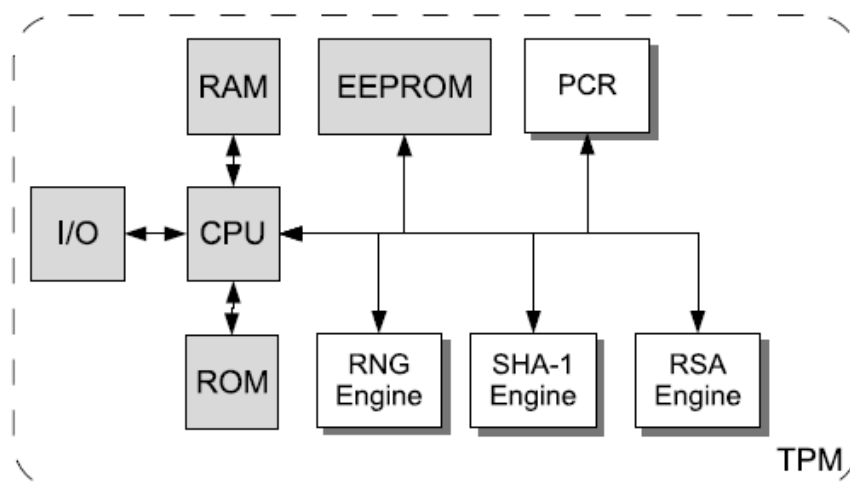 RAM
EEPROM
PCR
I/O
CPU
ROM
RNG
Engine
SHA-1
Engine
RSA
Engine
TPM